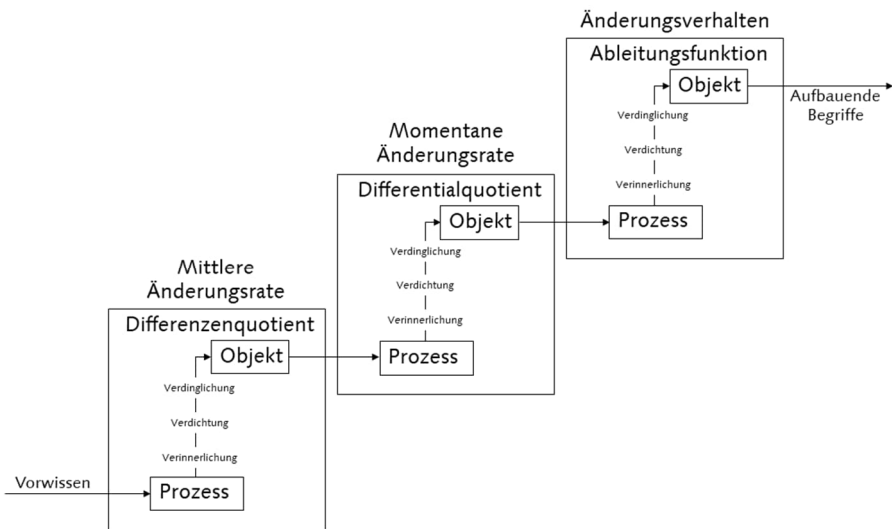 Änderungsverhalten
Ableitungsfunktion
Objekt
Aufbauende
Begriffe
Verdinglichung
Verdichtung
Verinnerlichung
Prozess
Momentane
Änderungsrate
Differentialquotient
Objekt
Verdinglichung
Verdichtung
Verinnerlichung
Prozess
Mittlere
Änderungsrate
Differenzenquotient
Objekt
Verdinglichung
Verdichtung
Verinnerlichung
Vorwissen
Prozess